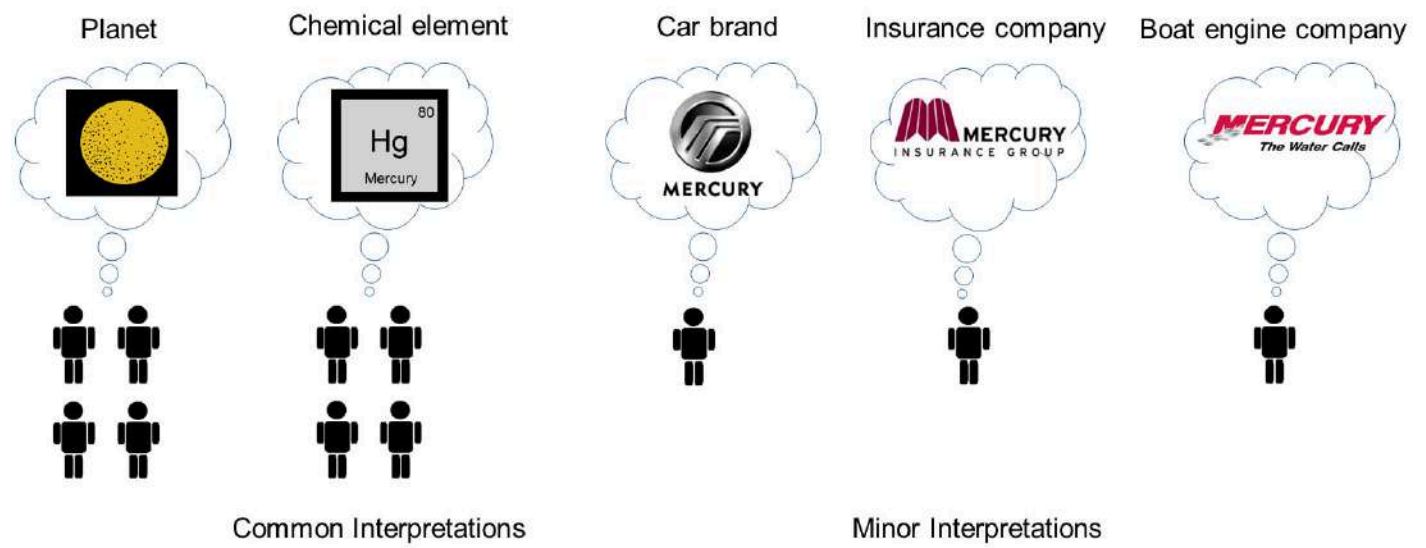 Planet
Chemical element
Car brand
Insurance company
Boat engine company
80
Hg
Mercury
MERCURY
MERCURY
INSURANCE GROUP
MERCURY
The Water Calls
Common Interpretations
Minor Interpretations